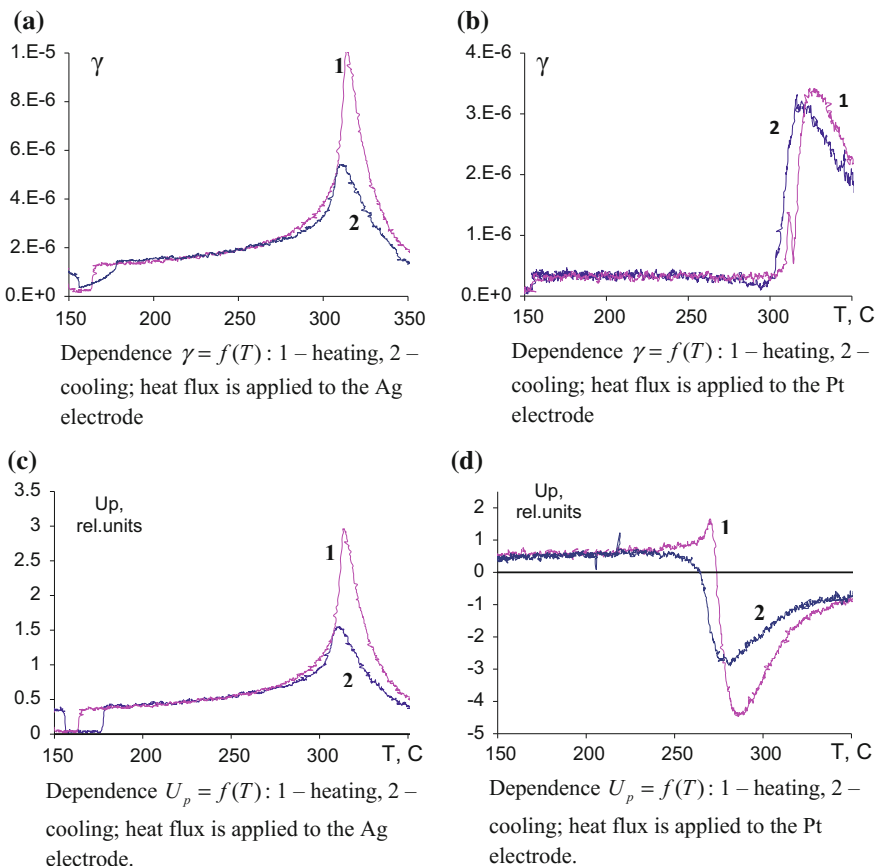 (a)
1.E-5
8.E-6
6.E-6
4.E-6
2.E-6
0.E+0
γ
1
2
150 200 250 300 350
Dependence γ = f(T) : 1 – heating, 2 –
cooling; heat flux is applied to the Ag
electrode
(b)
4.E-6
3.E-6
2.E-6
1.E-6
0.E+0
γ
2
1
150 200 250 300
T, C
Dependence γ = f(T) : 1 – heating, 2 –
cooling; heat flux is applied to the Pt
electrode
(c)
3.5
3
2.5
2
1.5
1
0.5
0
Up,
rel.units
1
2
150 200 250 300
T, C
Dependence U_p = f(T) : 1 – heating, 2 –
cooling; heat flux is applied to the Ag
electrode.
(d)
2
1
0
-1
-2
-3
-4
-5
Up,
rel.units
1
2
150 200 250 300
T, C
Dependence U_p = f(T) : 1 – heating, 2 –
cooling; heat flux is applied to the Pt
electrode.